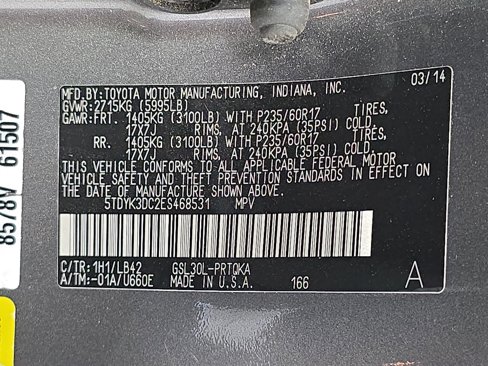 MFD. BY:TOYOTA MOTOR MANUFACTURING, INDIANA, INC.
03/14
GVWR: 2715KG (5995LB)
GAWR:FRT. 1405KG (3100LB) WITH P235/60R17 TIRES,
17X7J RIMS, AT 240KPA (35PSI) COLD.
RR. 1405KG (3100LB) WITH P235/60R17 TIRES,
17X7J RIMS, AT 240KPA (35PSI) COLD.
THIS VEHICLE CONFORMS TO ALL APPLICABLE FEDERAL MOTOR
VEHICLE SAFETY AND BUMPER STANDARDS IN EFFECT ON THE
DATE OF MANUFACTURE SHOWN ABOVE.
5TDYK3DC2ES468531 MPV
C/TR: 1H1/LB42 GSL30L-PRTQKA
A/TM:-01A/U660E MADE IN U.S.A. 166
A
8578V 61507